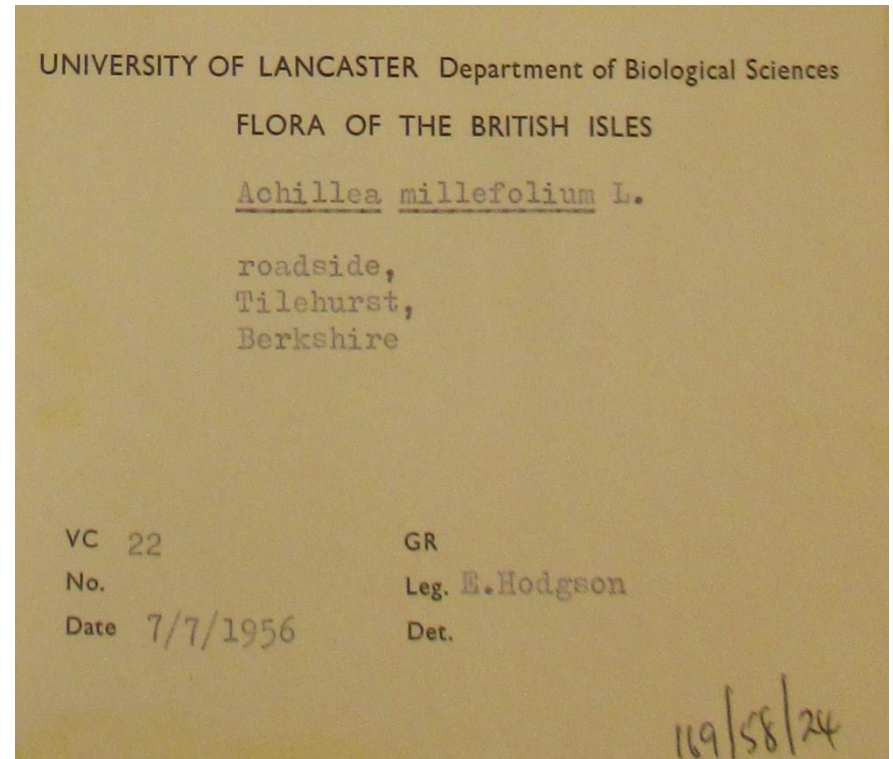 UNIVERSITY OF LANCASTER Department of Biological Sciences
FLORA OF THE BRITISH ISLES
Achillea millefolium L.
roadside,
Tilehurst,
Berkshire
VC 22 GR
No. Leg. E.Hodgson
Date 7/7/1956 Det.
169/58/24